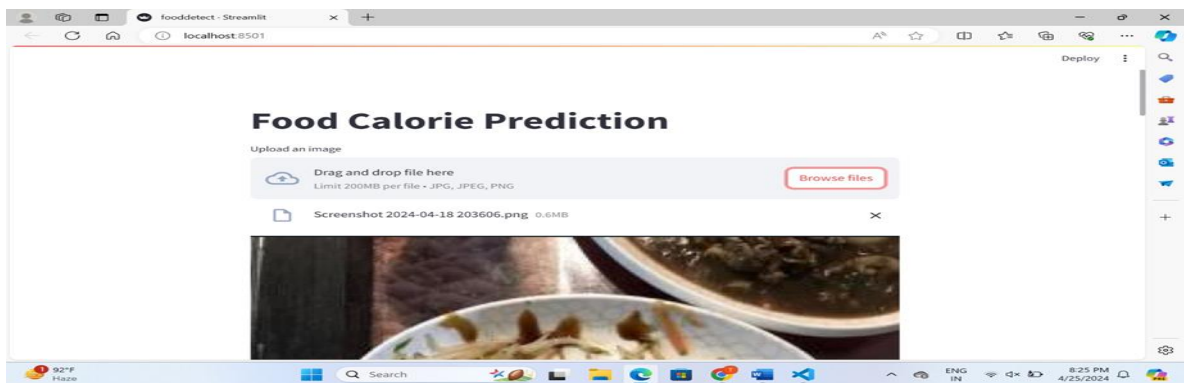 fooddetect · Streamlit
localhost:8501
Deploy
Food Calorie Prediction
Upload an image
Drag and drop file here
Limit 200MB per file • JPG, JPEG, PNG
Browse files
Screenshot 2024-04-18 203606.png 0.6MB
1
92°F
Haze
Search
ENG
IN
8:25 PM
4/25/2024